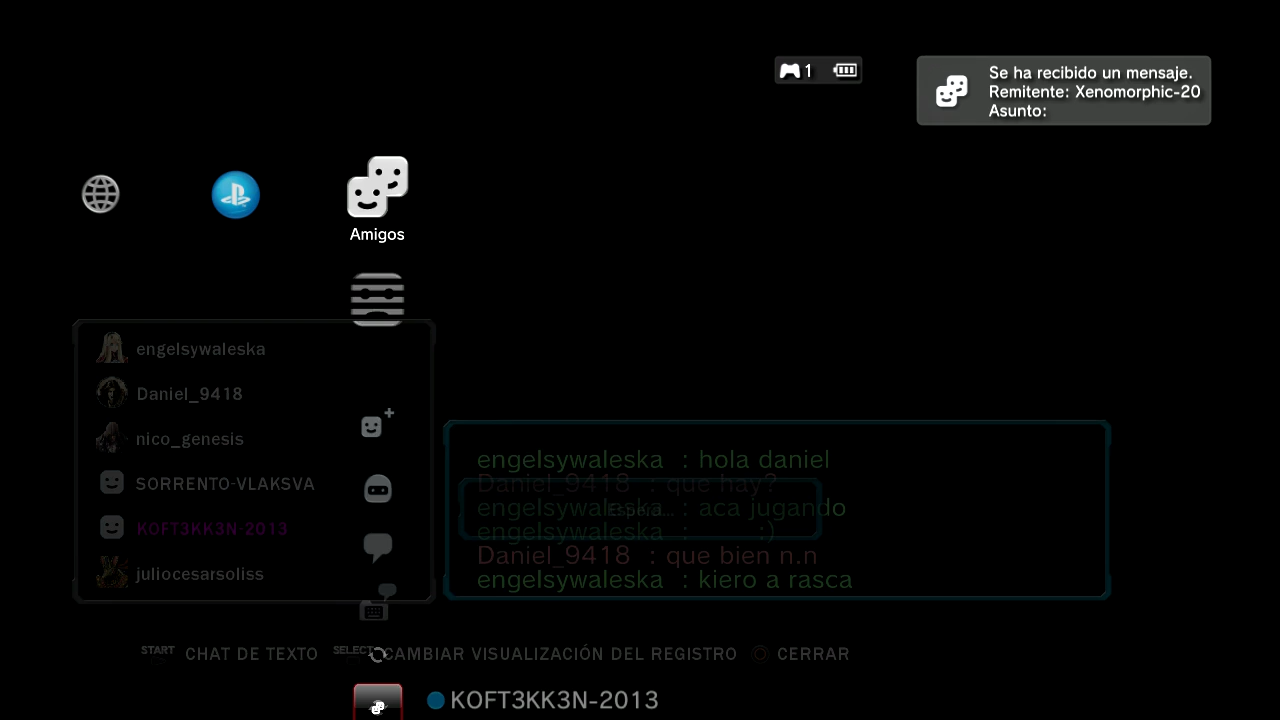 1
Se ha recibido un mensaje.
Remitente: Xenomorphic-20
Asunto:
Amigos
engelsywaleska
Daniel_9418
nico_genesis
SORRENTO-VLAKSVA
KOFT3KK3N-2013
juliocesarsoliss
engelsywaleska : hola daniel
Daniel_9418 : que hay?
engelsywaleska : aca jugando
Espera...
engelsywaleska : :)
Daniel_9418 : que bien n.n
engelsywaleska : kiero a rasca
START CHAT DE TEXTO SELECT CAMBIAR VISUALIZACIÓN DEL REGISTRO CERRAR
KOFT3KK3N-2013